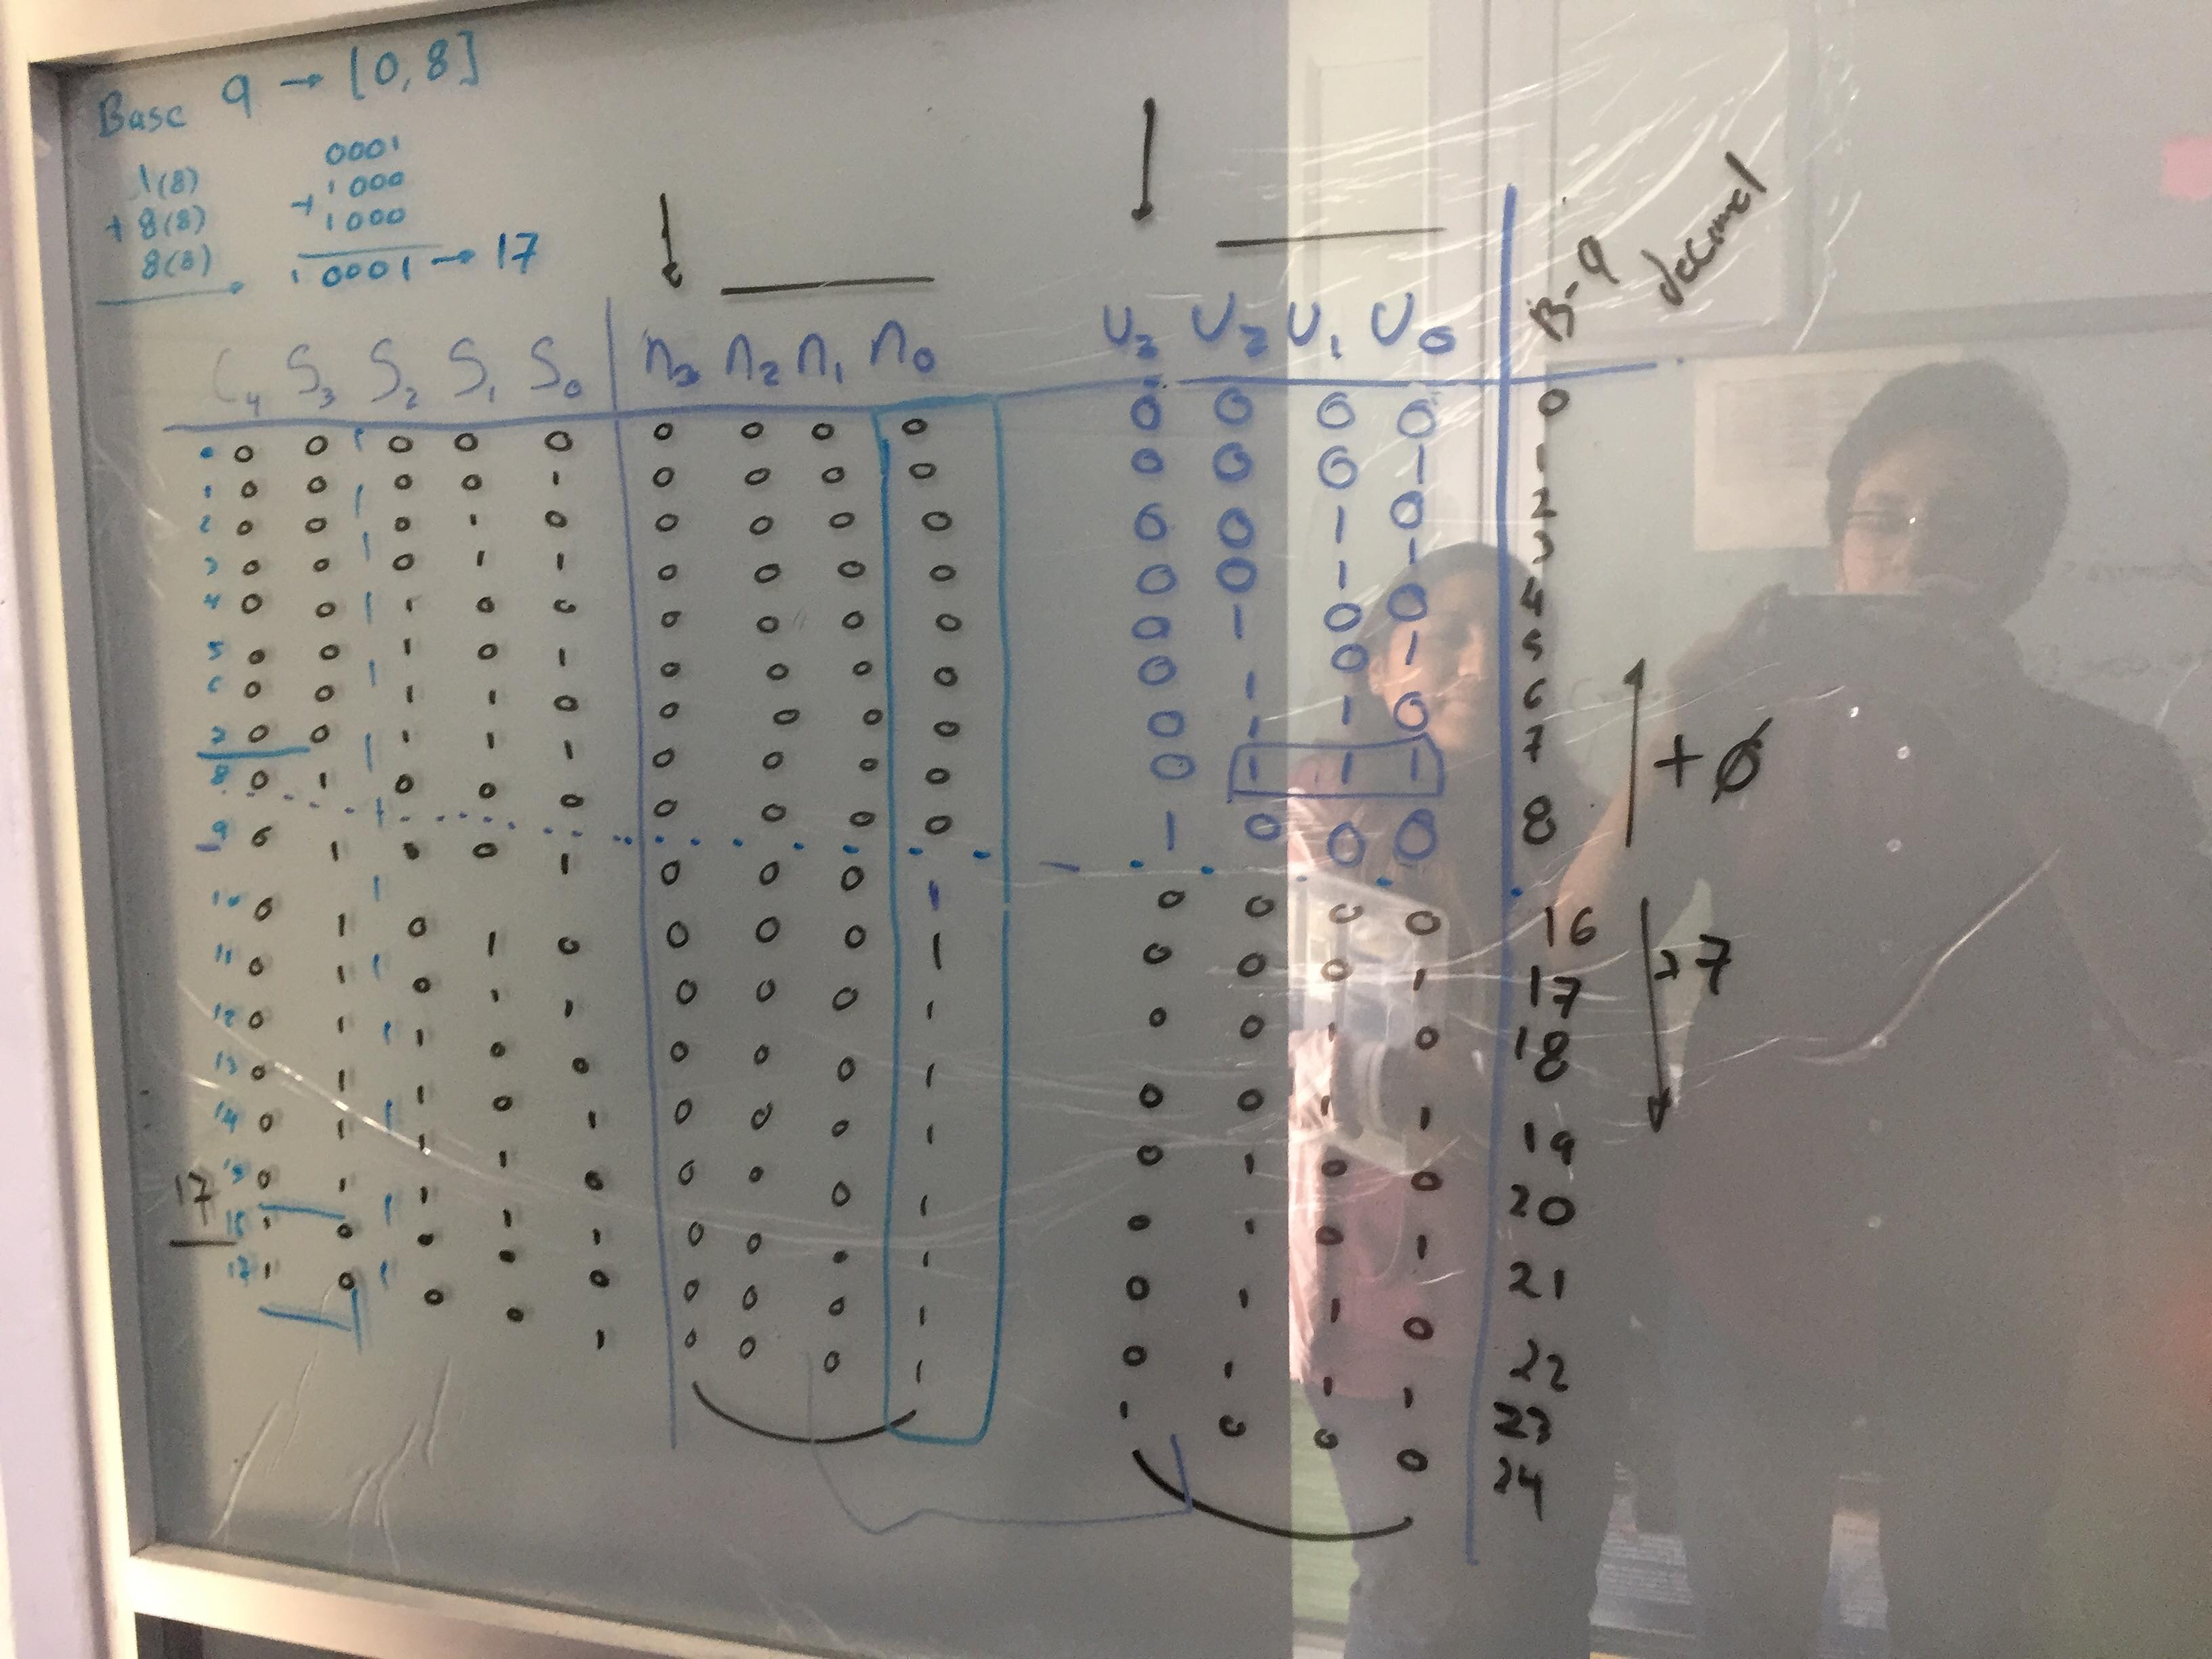 Base 9 → [0,8]
1(8) 0001
+ 8(8) + 1000
8(8) 1000
10001 → 17
C4 S3 S2 S1 S0 n3 n2 n1 n0 U3 U2 U1 U0 B-9 decimal
0 0 0 0 0 0 0 0 0 0 0 0 0 0 0
1 0 0 0 0 1 0 0 0 0 0 0 0 1 1
2 0 0 0 1 0 0 0 0 0 0 0 1 0 2
3 0 0 0 1 1 0 0 0 0 0 0 1 1 3
4 0 0 1 0 0 0 0 0 0 0 1 0 0 4
5 0 0 1 0 1 0 0 0 0 0 1 0 1 5
6 0 0 1 1 0 0 0 0 0 0 1 1 0 6
7 0 0 1 1 1 0 0 0 0 0 1 1 1 7
8 0 1 0 0 0 0 0 0 0 1 0 0 0 8
+ ∅
9 0 1 0 0 1 0 0 0 1 0 0 0 0 16
10 0 1 0 1 0 0 0 0 1 0 0 0 1 17
+7
11 0 1 0 1 1 0 0 0 1 0 0 1 0 18
12 0 1 1 0 0 0 0 0 1 0 0 1 1 19
13 0 1 1 0 1 0 0 0 1 0 1 0 0 20
14 0 1 1 1 0 0 0 0 1 0 1 0 1 21
15 0 1 1 1 1 0 0 0 1 0 1 1 0 22
17
16 1 0 0 0 0 0 0 0 1 0 1 1 1 23
17 1 0 0 0 1 0 0 0 1 1 0 0 0 24